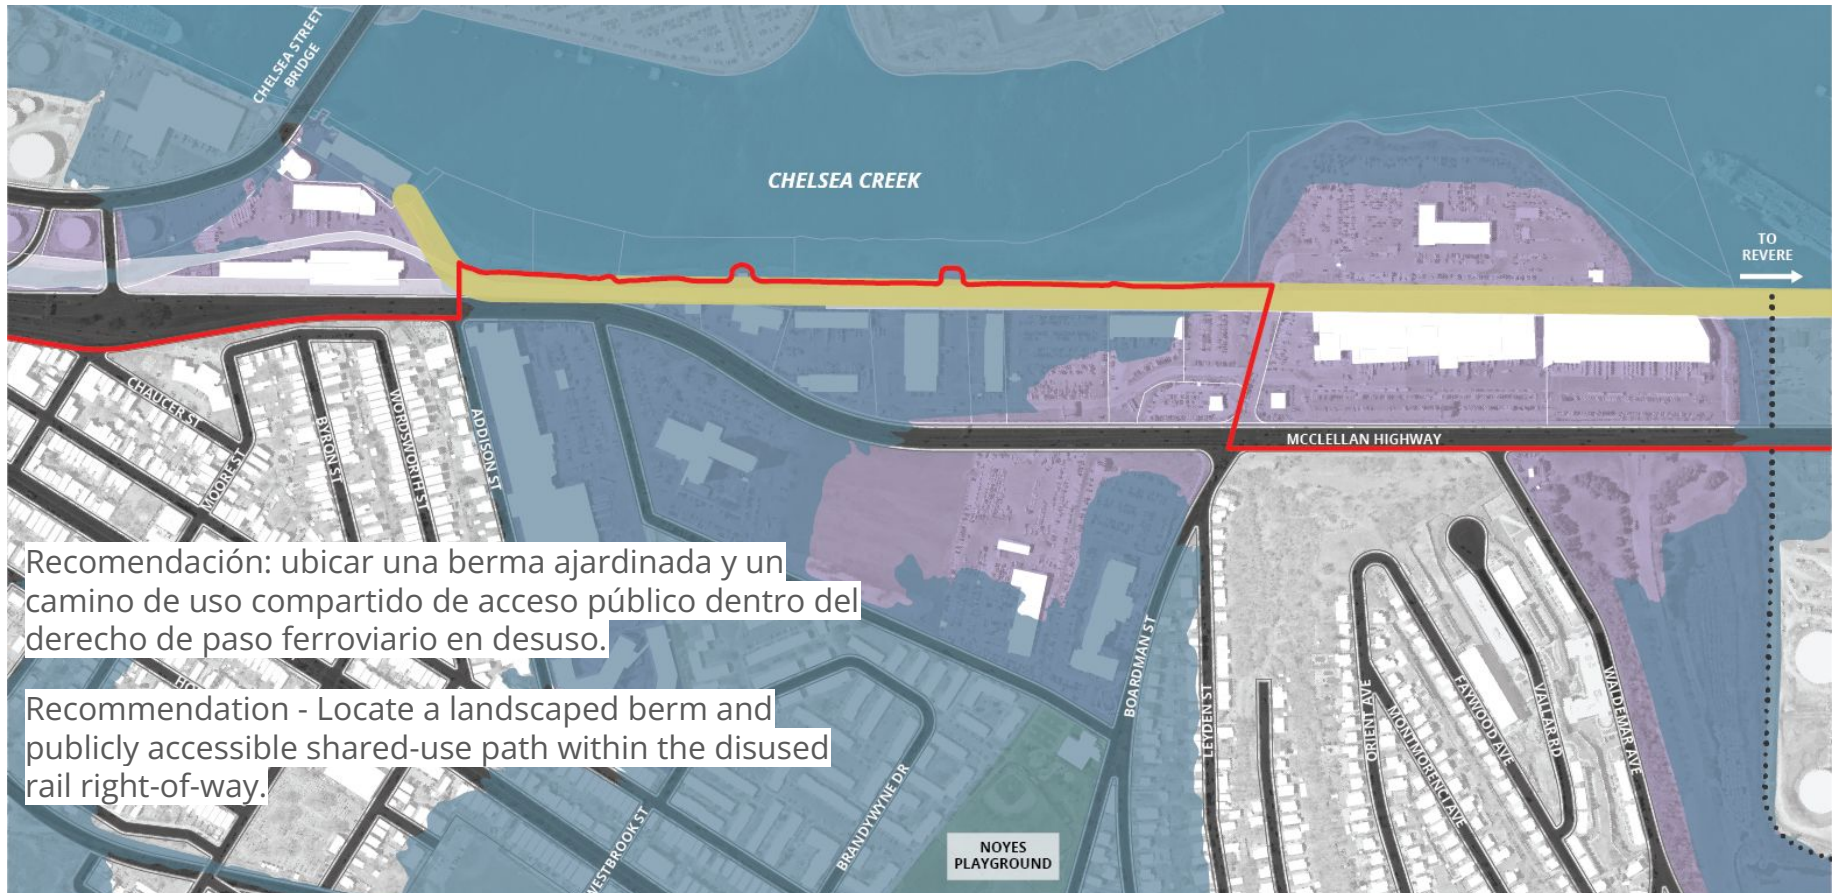 CHELSEA STREET
BRIDGE
CHELSEA CREEK
TO
REVERE
MCCLELLAN HIGHWAY
CHAUCER ST
MOORE ST
BYRON ST
WORDSWORTH ST
ADDISON ST
Recomendación: ubicar una berma ajardinada y un
camino de uso compartido de acceso público dentro del
derecho de paso ferroviario en desuso.
Recommendation - Locate a landscaped berm and
publicly accessible shared-use path within the disused
rail right-of-way.
BOARDMAN ST
LEYDEN ST
ORIENT AVE
MONTMORENCI AVE
FAYWOOD AVE
VALLAR RD
WALDEMAR AVE
WESTBROOK ST
BRANDYWYNE DR
NOYES
PLAYGROUND